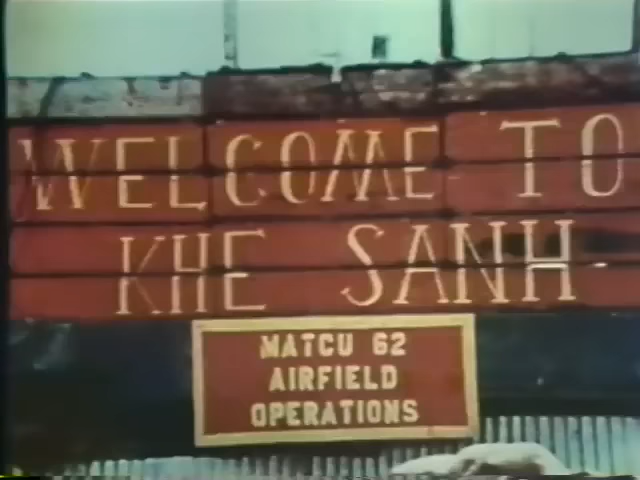 WELCOME TO
KHE SANH
MATCU 62
AIRFIELD
OPERATIONS